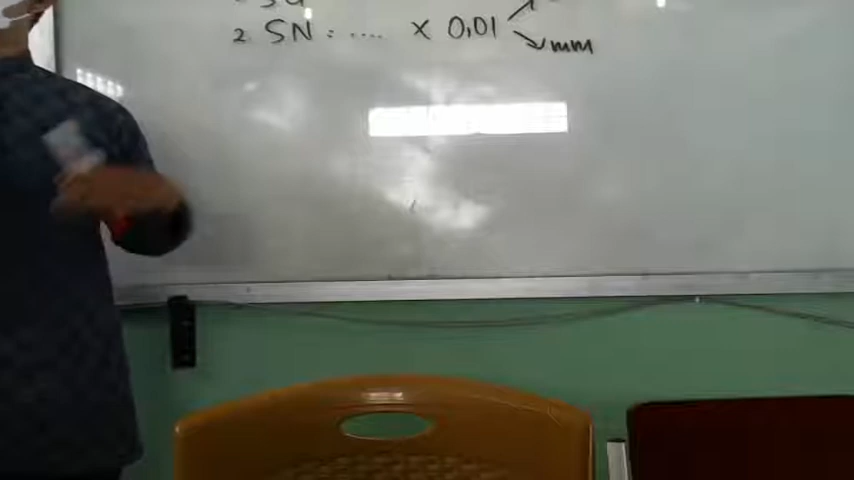 2 SN : ..... × 0,01 ↘ mm